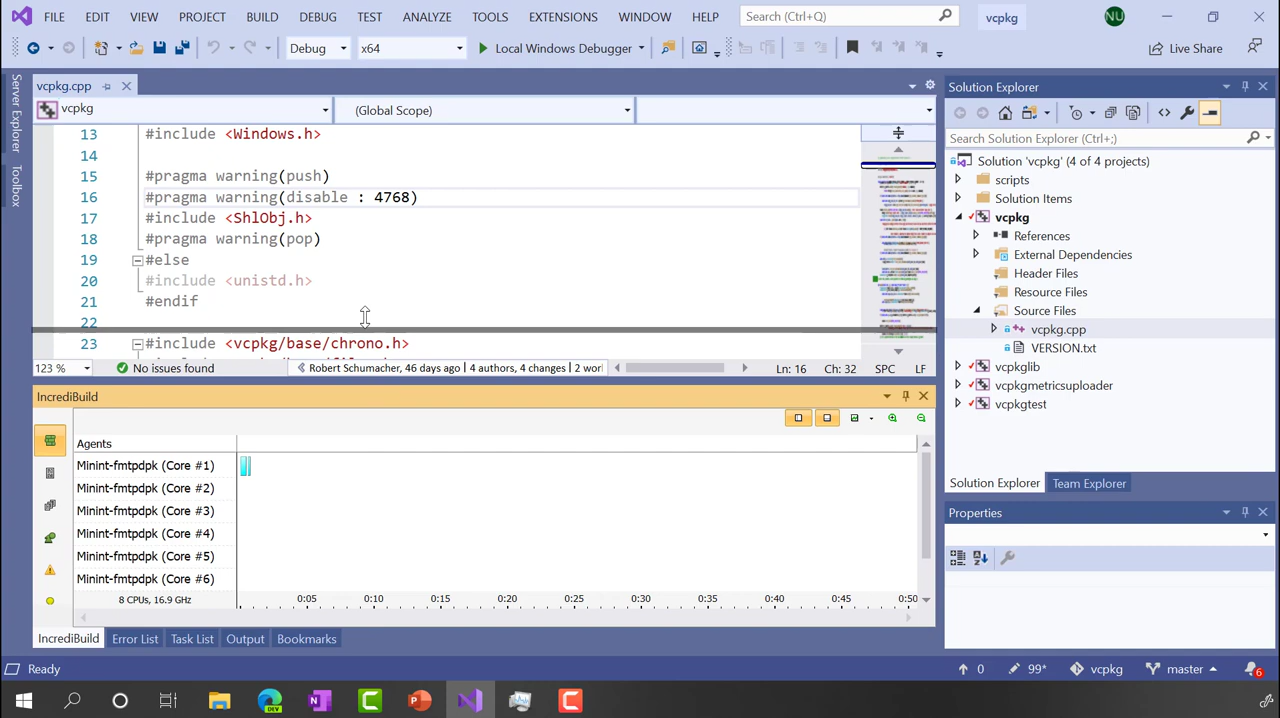 FILE EDIT VIEW PROJECT BUILD DEBUG TEST ANALYZE TOOLS EXTENSIONS WINDOW HELP Search (Ctrl+;) vcpkg NU
Debug x64 Local Windows Debugger Live Share
Server Explorer
Toolbox
vcpkg.cpp
vcpkg (Global Scope)
13 #include <Windows.h>
14
15 #pragma warning(push)
16 #pragma warning(disable : 4768)
17 #include <ShlObj.h>
18 #pragma warning(pop)
19 #else
20 #include <unistd.h>
21 #endif
22
23 #include <vcpkg/base/chrono.h>
123 % No issues found Robert Schumacher, 46 days ago | 4 authors, 4 changes | 2 worl Ln: 16 Ch: 32 SPC LF
IncrediBuild
Agents
Minint-fmtpdpk (Core #1)
Minint-fmtpdpk (Core #2)
Minint-fmtpdpk (Core #3)
Minint-fmtpdpk (Core #4)
Minint-fmtpdpk (Core #5)
Minint-fmtpdpk (Core #6)
8 CPUs, 16.9 GHz 0:05 0:10 0:15 0:20 0:25 0:30 0:35 0:40 0:45 0:50
IncrediBuild Error List Task List Output Bookmarks
Solution Explorer
Search Solution Explorer (Ctrl+;)
Solution 'vcpkg' (4 of 4 projects)
scripts
Solution Items
vcpkg
References
External Dependencies
Header Files
Resource Files
Source Files
vcpkg.cpp
VERSION.txt
vcpkglib
vcpkgmetricsuploader
vcpkgtest
Solution Explorer Team Explorer
Properties
Ready 0 99* vcpkg master 6
DEV